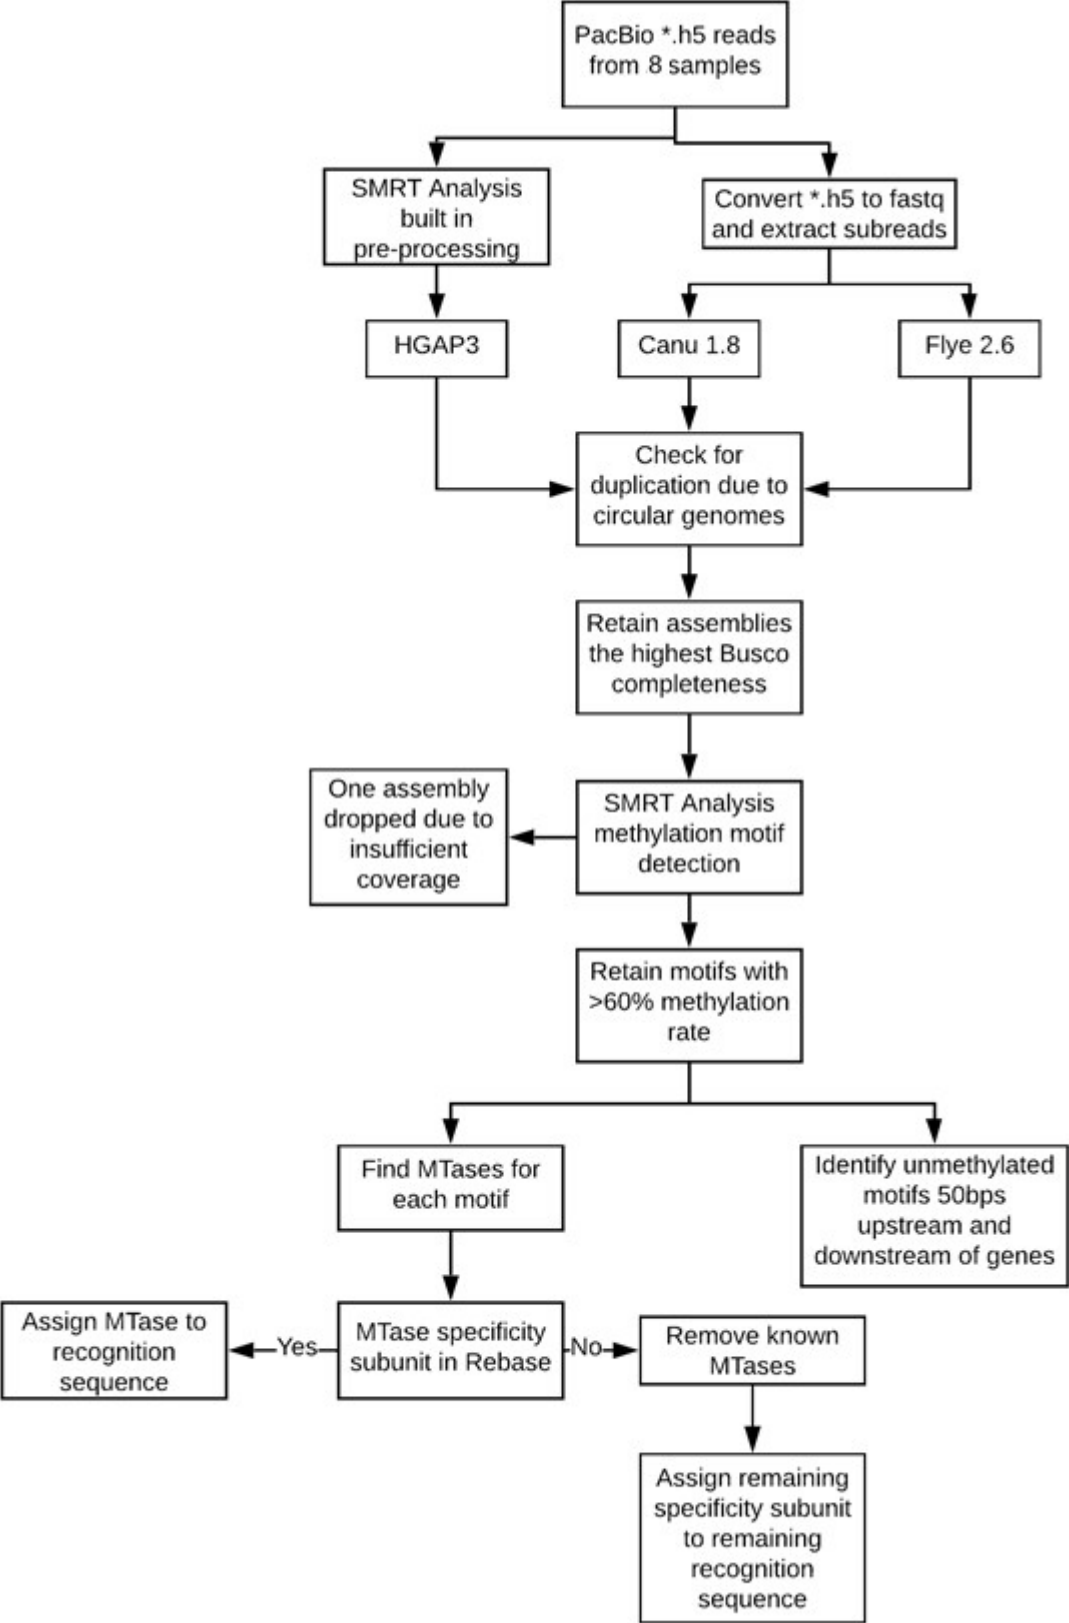 PacBio *.h5 reads
from 8 samples
SMRT Analysis
built in
pre-processing
Convert *.h5 to fastq
and extract subreads
HGAP3
Canu 1.8
Flye 2.6
Check for
duplication due to
circular genomes
Retain assemblies
the highest Busco
completeness
One assembly
dropped due to
insufficient
coverage
SMRT Analysis
methylation motif
detection
Retain motifs with
>60% methylation
rate
Find MTases for
each motif
Identify unmethylated
motifs 50bps
upstream and
downstream of genes
Assign MTase to
recognition
sequence
Yes
MTase specificity
subunit in Rebase
No
Remove known
MTases
Assign remaining
specificity subunit
to remaining
recognition
sequence